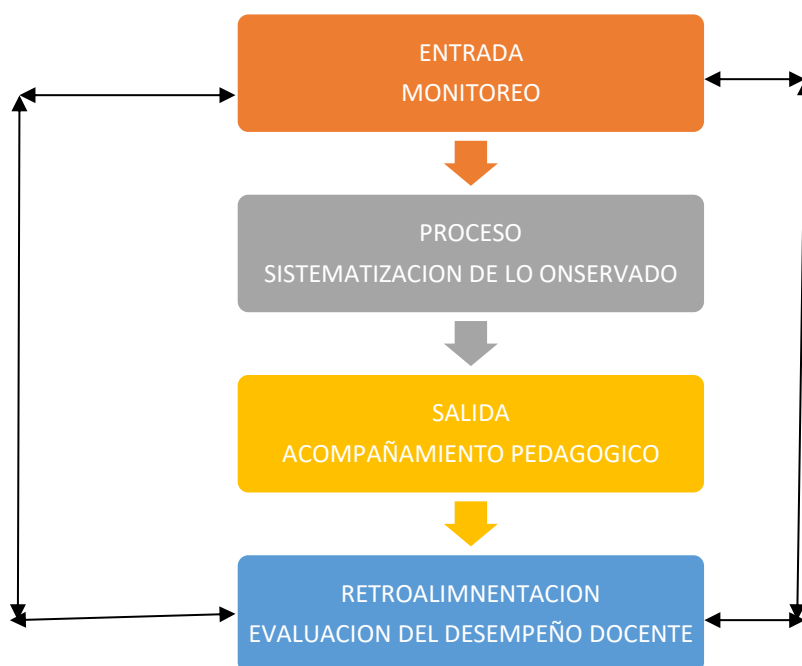 ENTRADA
MONITOREO
PROCESO
SISTEMATIZACION DE LO ONSERVADO
SALIDA
ACOMPAÑAMIENTO PEDAGOGICO
RETROALIMNENTACION
EVALUACION DEL DESEMPEÑO DOCENTE